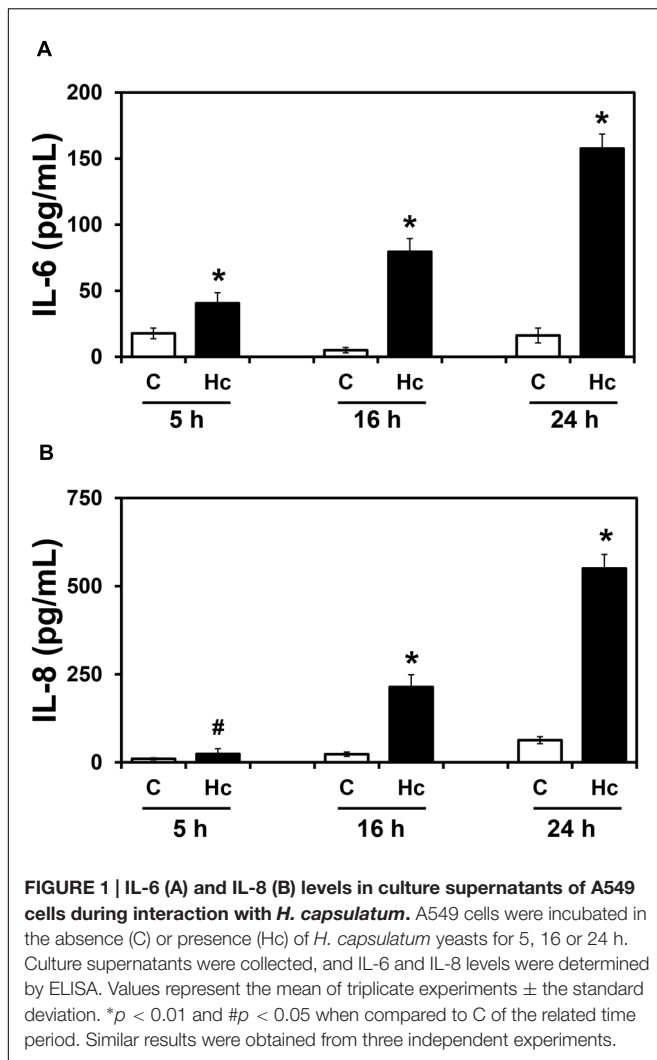 A
IL-6 (pg/mL)
200
150
100
50
0
*
*
*
C Hc C Hc C Hc
5 h 16 h 24 h
B
IL-8 (pg/mL)
750
500
250
0
#
*
*
C Hc C Hc C Hc
5 h 16 h 24 h
FIGURE 1 | IL-6 (A) and IL-8 (B) levels in culture supernatants of A549
cells during interaction with H. capsulatum. A549 cells were incubated in
the absence (C) or presence (Hc) of H. capsulatum yeasts for 5, 16 or 24 h.
Culture supernatants were collected, and IL-6 and IL-8 levels were determined
by ELISA. Values represent the mean of triplicate experiments ± the standard
deviation. *p < 0.01 and #p < 0.05 when compared to C of the related time
period. Similar results were obtained from three independent experiments.